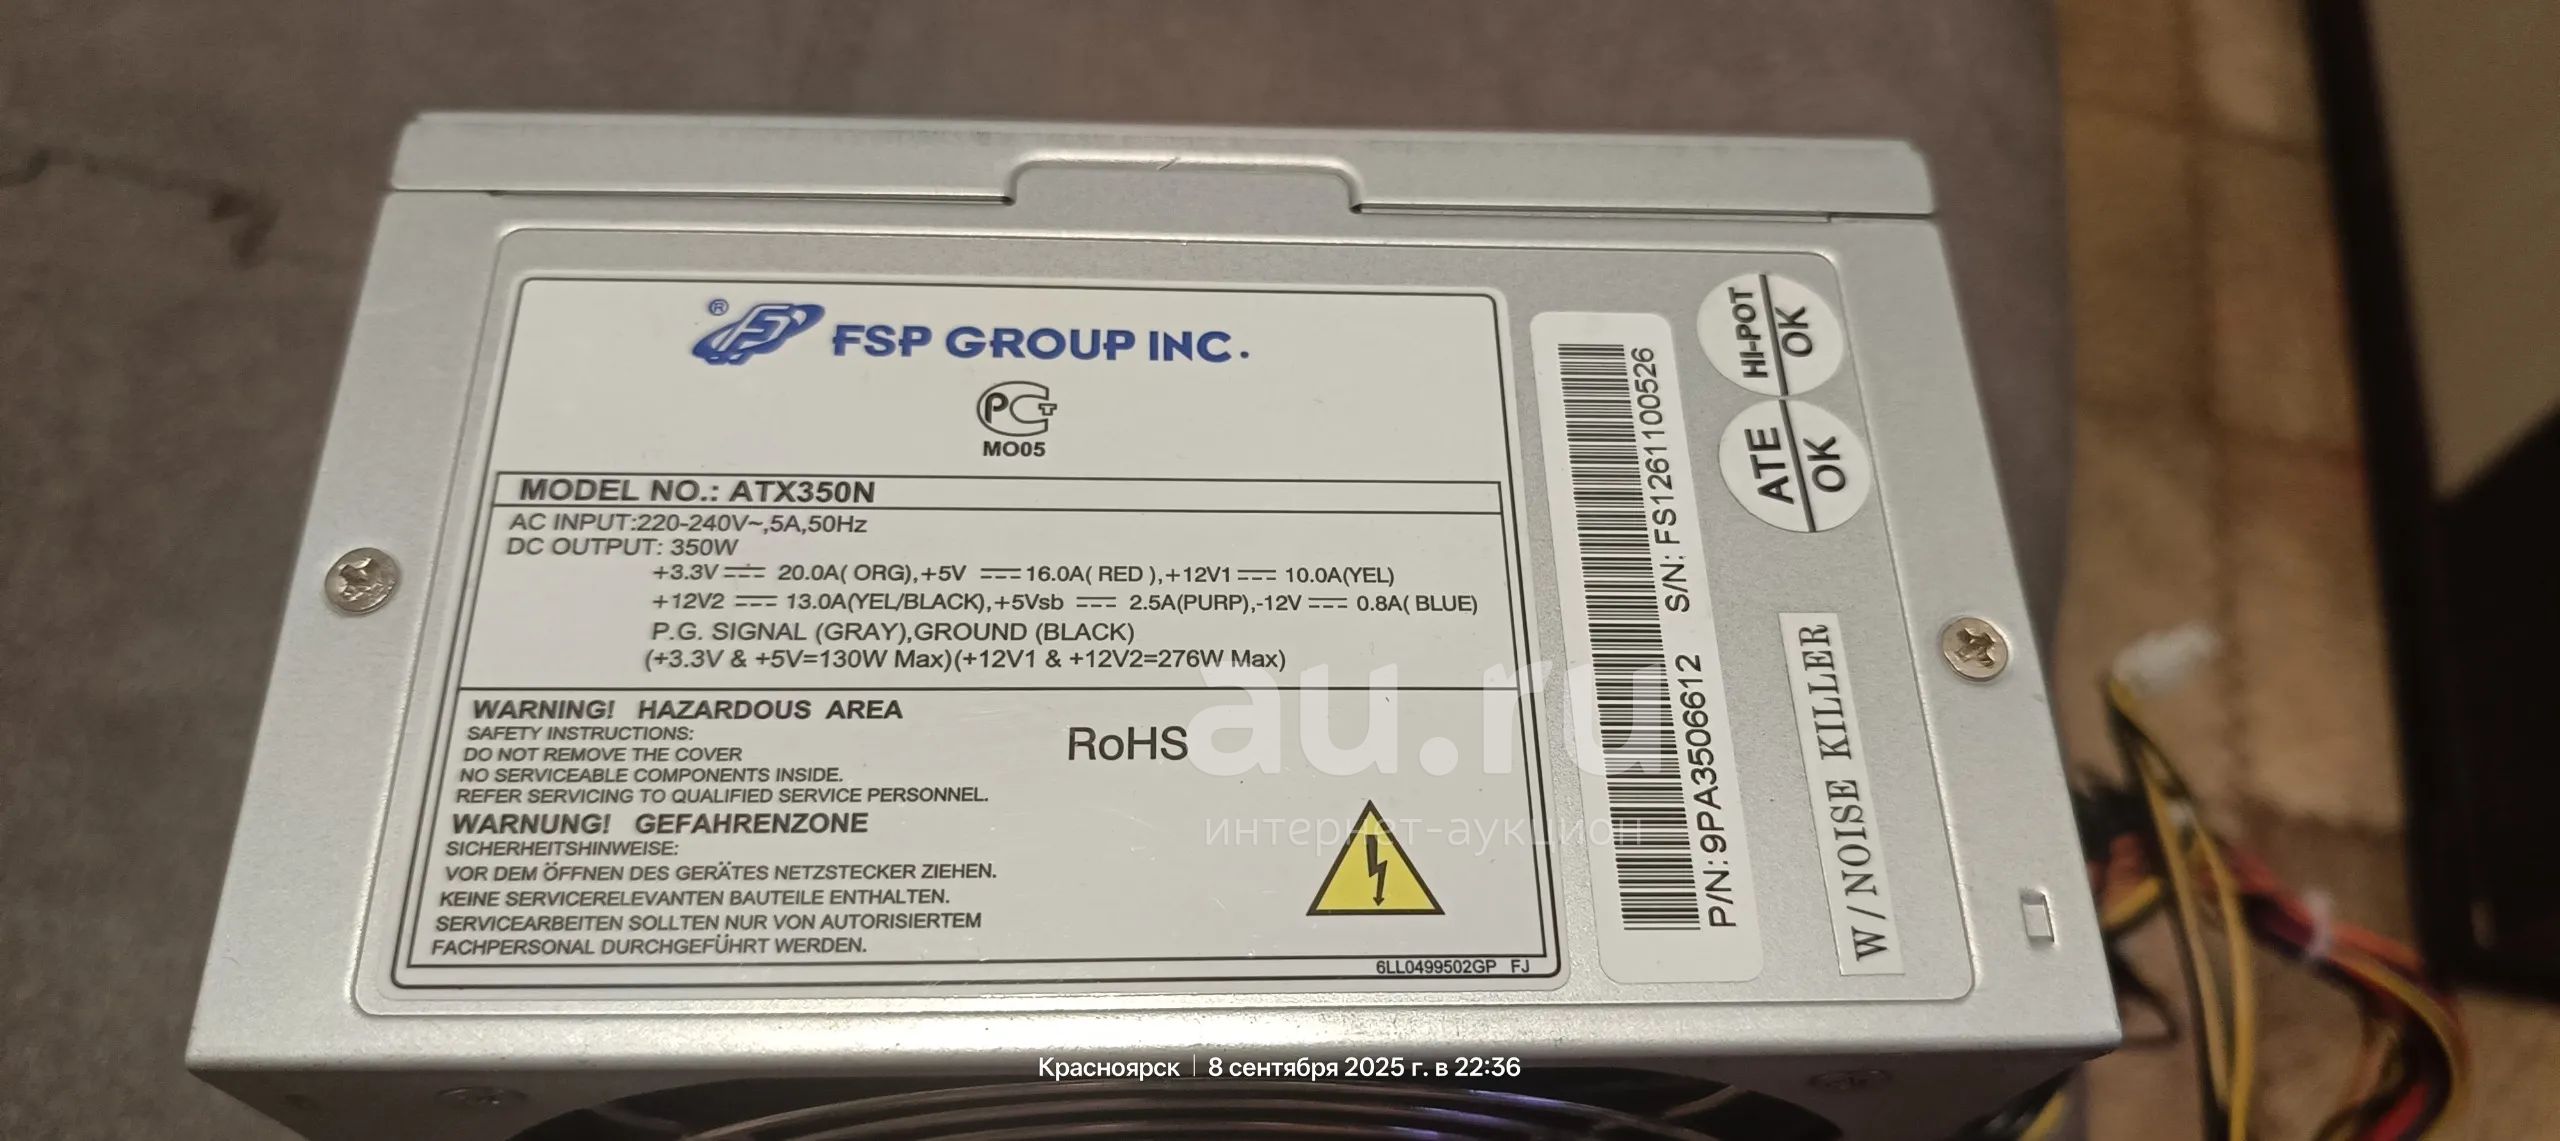 ® FSP GROUP INC.
PCT
MO05
MODEL NO.: ATX350N
AC INPUT:220-240V~,5A,50Hz
DC OUTPUT: 350W
+3.3V 20.0A( ORG),+5V 16.0A( RED ),+12V1 10.0A(YEL)
+12V2 13.0A(YEL/BLACK),+5Vsb 2.5A(PURP),-12V 0.8A( BLUE)
P.G. SIGNAL (GRAY),GROUND (BLACK)
(+3.3V & +5V=130W Max)(+12V1 & +12V2=276W Max)
WARNING! HAZARDOUS AREA
SAFETY INSTRUCTIONS:
DO NOT REMOVE THE COVER
NO SERVICEABLE COMPONENTS INSIDE.
REFER SERVICING TO QUALIFIED SERVICE PERSONNEL.
WARNUNG! GEFAHRENZONE
SICHERHEITSHINWEISE:
VOR DEM ÖFFNEN DES GERÄTES NETZSTECKER ZIEHEN.
KEINE SERVICERELEVANTEN BAUTEILE ENTHALTEN.
SERVICEARBEITEN SOLLTEN NUR VON AUTORISIERTEM
FACHPERSONAL DURCHGEFÜHRT WERDEN.
RoHS
6LL0499502GP FJ
P/N:9PA3506612 S/N: FS1261100526
HI-POT
OK
ATE
OK
W/NOISE KILLER
au.ru
интернет-аукцион
Красноярск | 8 сентября 2025 г. в 22:36